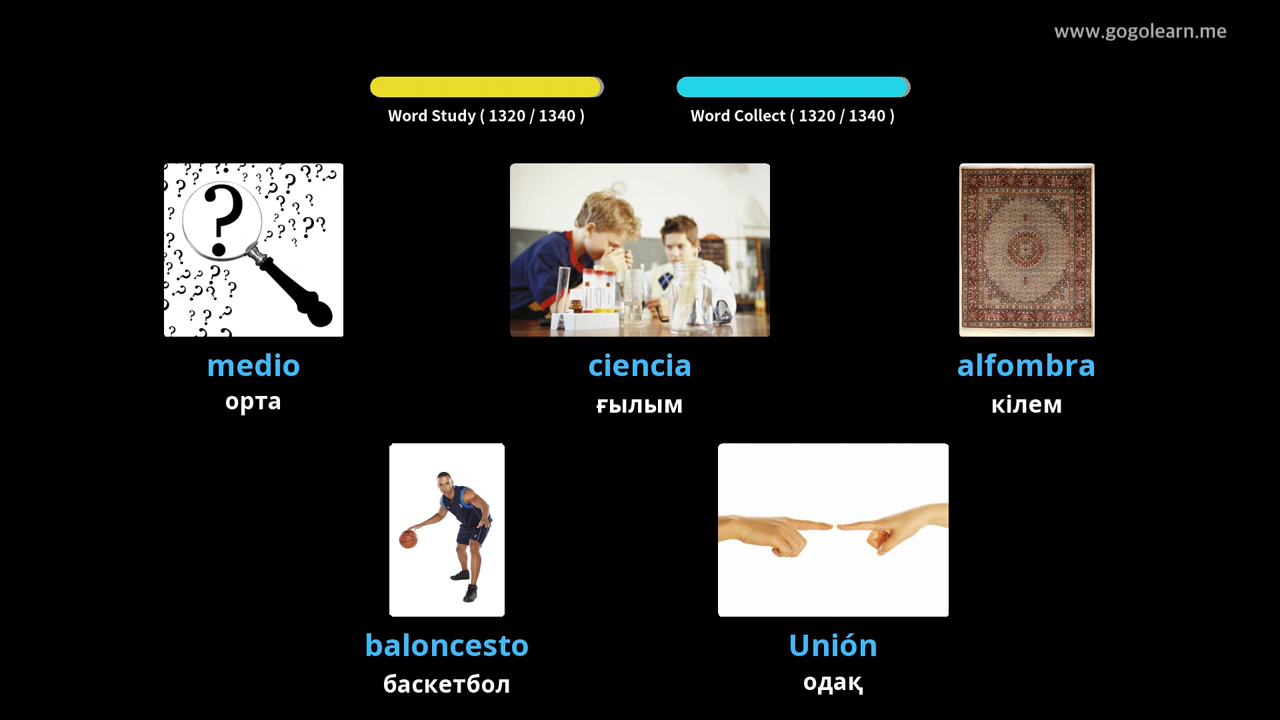 www.gogolearn.me
Word Study ( 1320 / 1340 )
Word Collect ( 1320 / 1340 )
medio
орта
ciencia
ғылым
alfombra
кілем
baloncesto
баскетбол
Unión
одақ